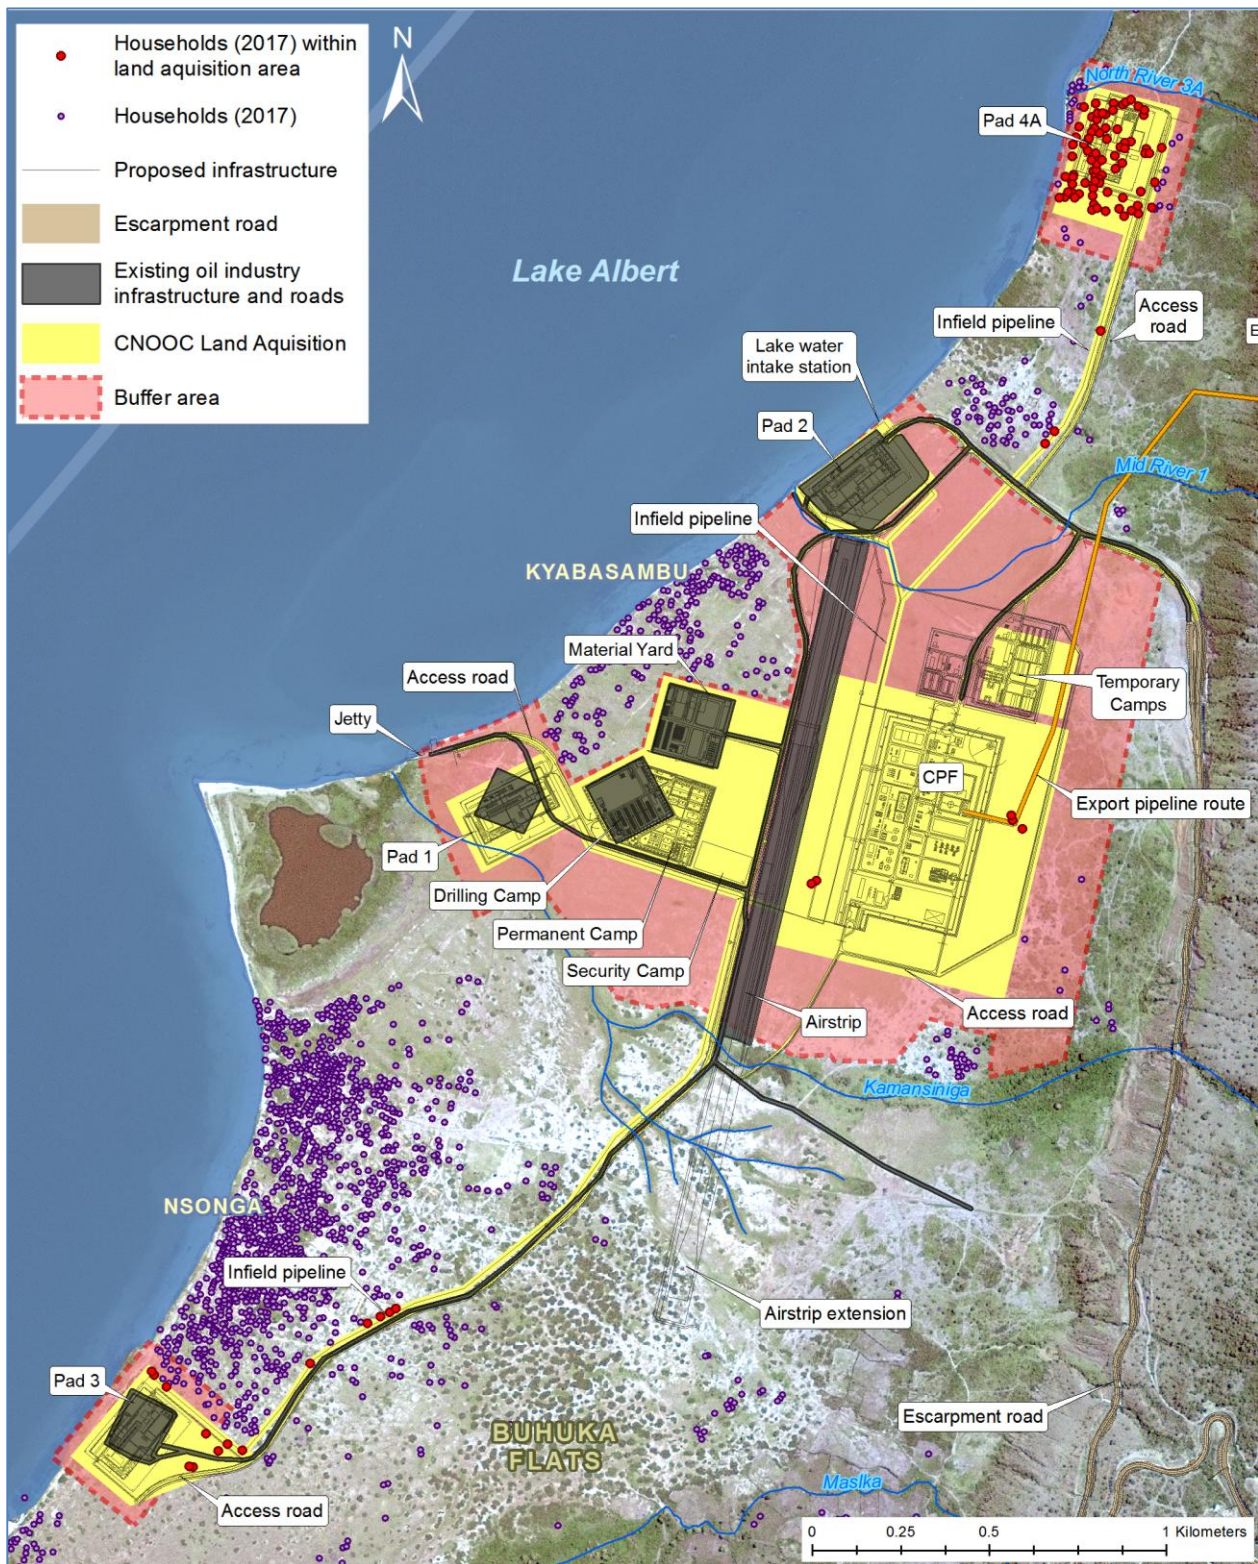 Households (2017) within
land aquisition area
Households (2017)
Proposed infrastructure
Escarpment road
Existing oil industry
infrastructure and roads
CNOOC Land Aquisition
Buffer area
N
North River 3A
Pad 4A
Lake Albert
Infield pipeline
Access
road
E
Lake water
intake station
Pad 2
Mid River 1
Infield pipeline
KYABASAMBU
Material Yard
Access road
Temporary
Camps
Jetty
CPF
Export pipeline route
Pad 1
Drilling Camp
Permanent Camp
Security Camp
Airstrip
Access road
Kamansiniga
NSONGA
Infield pipeline
Airstrip extension
Pad 3
Escarpment road
BUHUKA
FLATS
Maslka
Access road
0 0.25 0.5 1 Kilometers